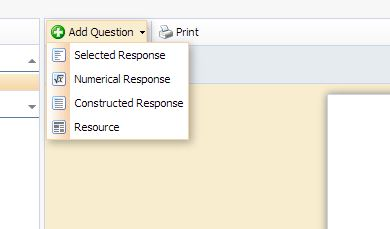 Add Question Print
Selected Response
Numerical Response
Constructed Response
Resource